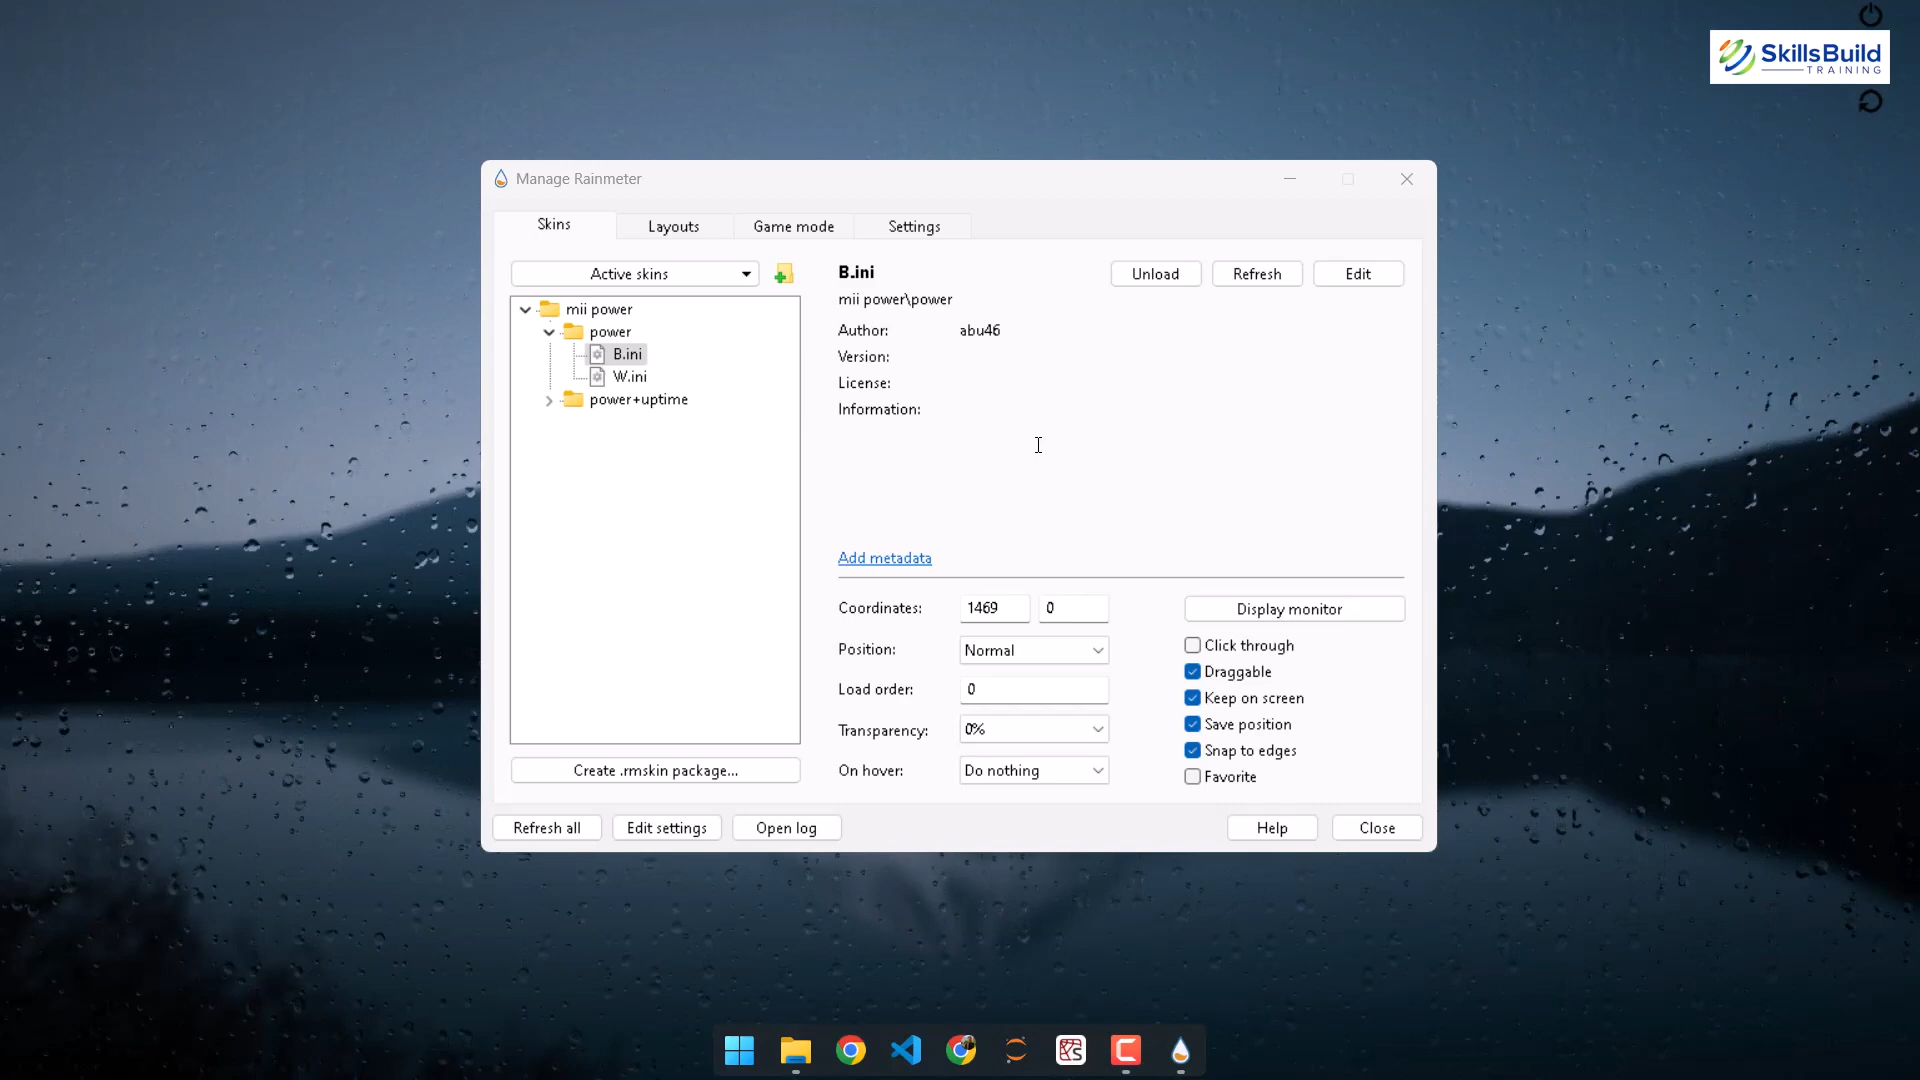 SkillsBuild
TRAINING
Manage Rainmeter
Skins
Layouts
Game mode
Settings
Active skins
mii power
power
B.ini
W.ini
power+uptime
Create .rmskin package...
B.ini
Unload
Refresh
Edit
mii power\power
Author: abu46
Version:
License:
Information:
Add metadata
Coordinates: 1469 0
Display monitor
Position: Normal
Load order: 0
Transparency: 0%
On hover: Do nothing
Click through
Draggable
Keep on screen
Save position
Snap to edges
Favorite
Refresh all
Edit settings
Open log
Help
Close